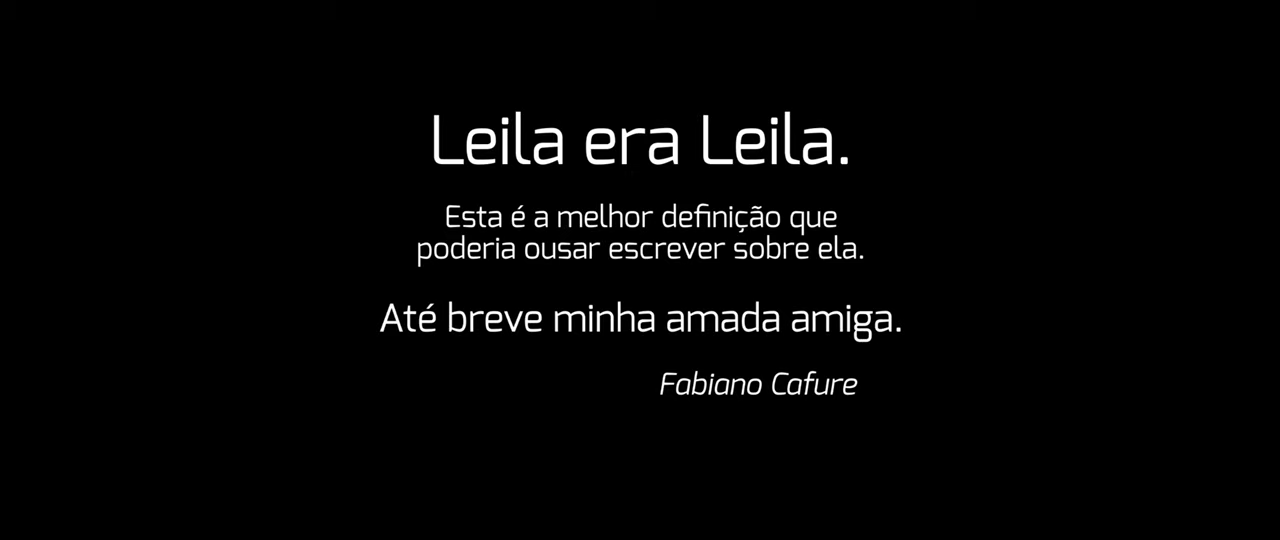 Leila era Leila.
Esta é a melhor definição que
poderia ousar escrever sobre ela.
Até breve minha amada amiga.
Fabiano Cafure